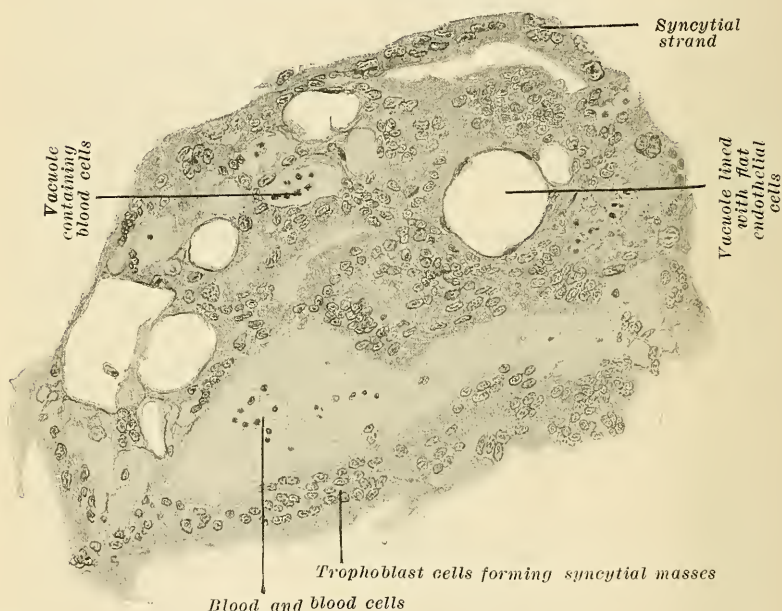 Syncytial
strand
Vacuole
containing
blood cells
Vacuole lined
with flat
endothelial
cells
Trophoblast cells forming syncytial masses
Blood and blood cells